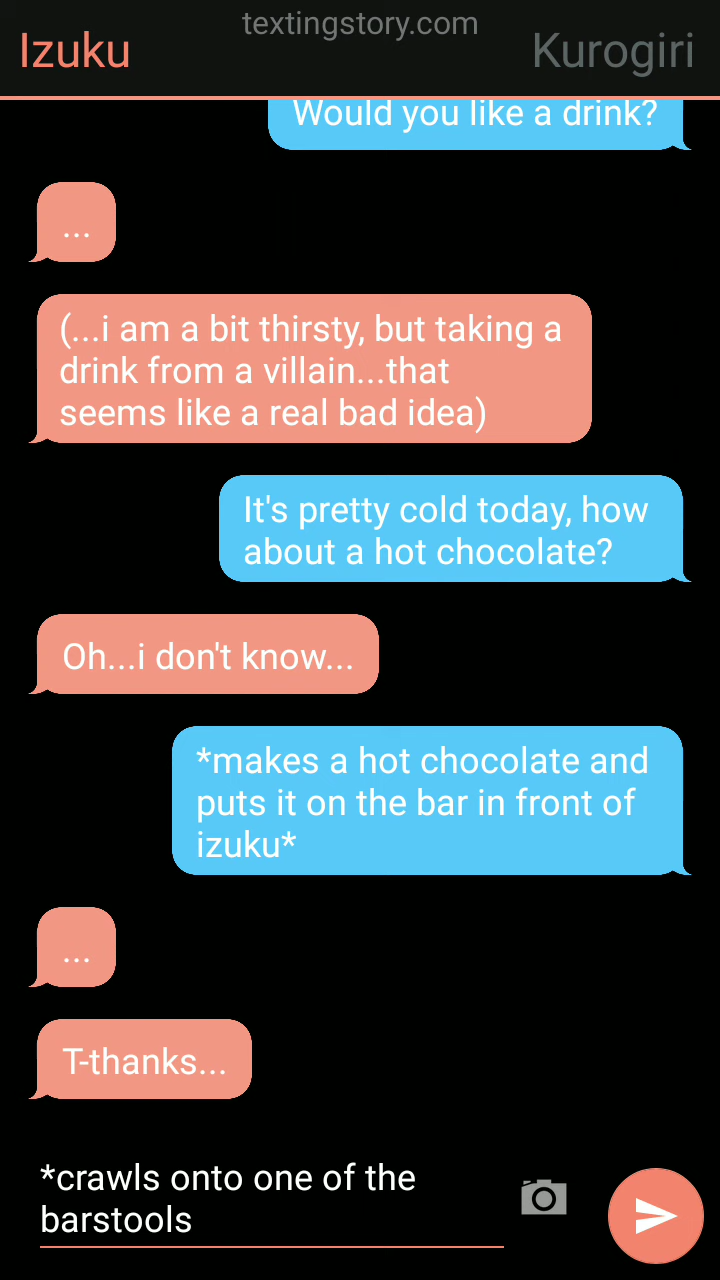 textingstory.com
Izuku
Kurogiri
Would you like a drink?
...
(...i am a bit thirsty, but taking a
drink from a villain...that
seems like a real bad idea)
It's pretty cold today, how
about a hot chocolate?
Oh...i don't know...
*makes a hot chocolate and
puts it on the bar in front of
izuku*
...
T-thanks...
*crawls onto one of the
barstools